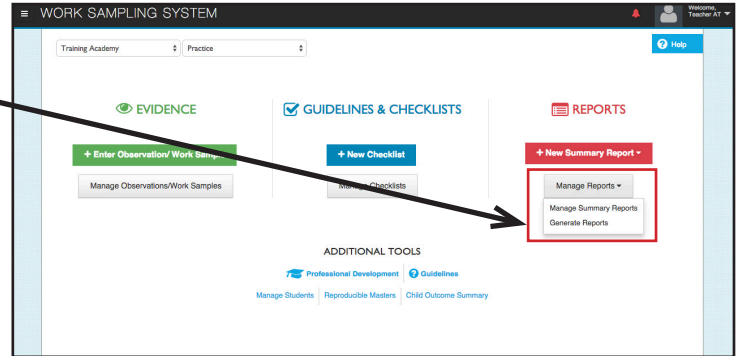 WORK SAMPLING SYSTEM
Welcome,
Teacher AT
Training Academy
Practice
Help
EVIDENCE
GUIDELINES & CHECKLISTS
REPORTS
+ Enter Observation/ Work Sample
+ New Checklist
+ New Summary Report
Manage Observations/Work Samples
Manage Checklists
Manage Reports
Manage Summary Reports
Generate Reports
ADDITIONAL TOOLS
Professional Development
Guidelines
Manage Students
Reproducible Masters
Child Outcome Summary